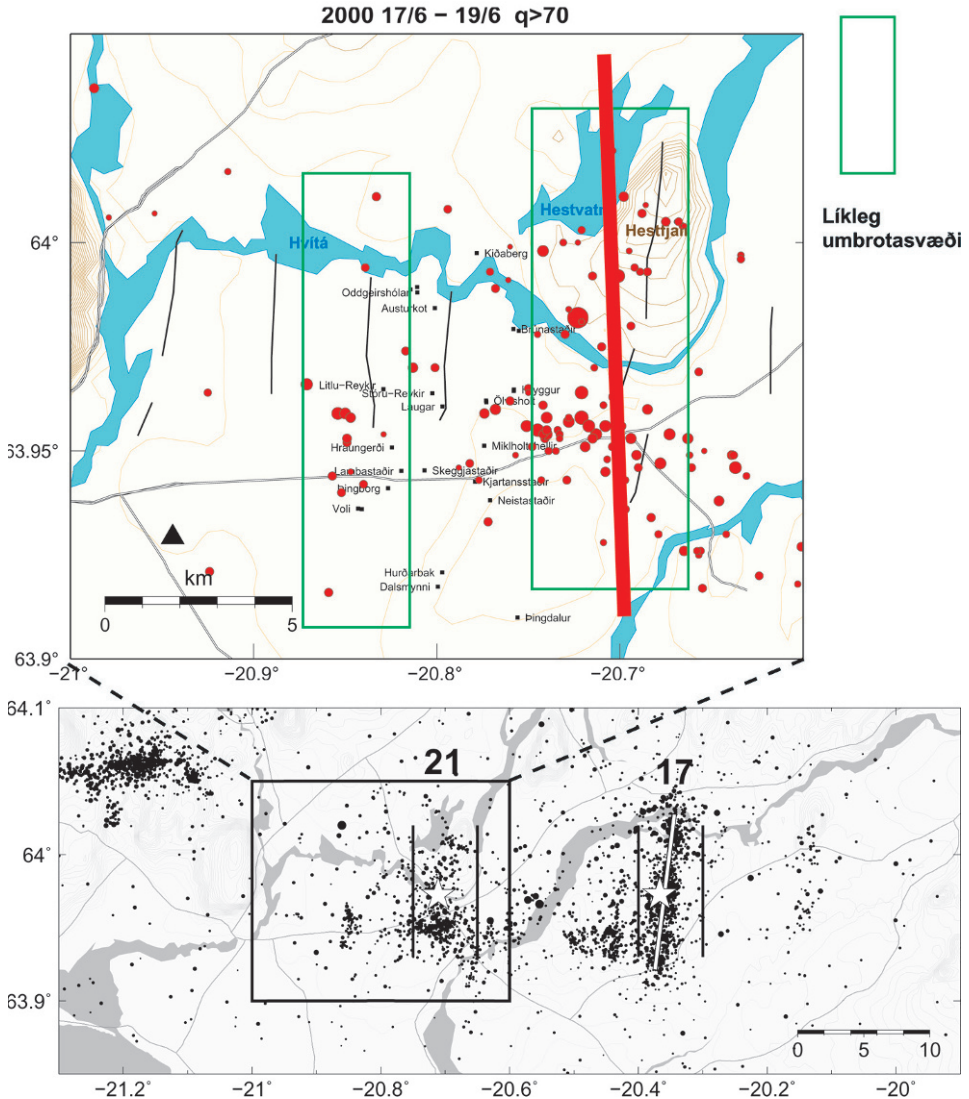 2000 17/6 − 19/6 q>70
Líkleg
umbrotasvæði
Hestvatn
Hestfjall
Hvítá
Kiðaberg
Oddgeirshólar
Austurkot
Brúnastaðir
Litlu−Reykir
Stóru−Reykir
Hryggur
Ölvisholt
Laugar
Hraungerði
Miklholtshellir
Lambastaðir
Skeggjastaðir
Þingborg
Kjartansstaðir
Neistastaðir
Voli
Hurðarbak
Dalsmynni
Þingdalur
km
0
5
64°
63.95°
63.9°
−21°
−20.9°
−20.8°
−20.7°
64.1°
64°
63.9°
21
17
0
5
10
−21.2°
−21°
−20.8°
−20.6°
−20.4°
−20.2°
−20°